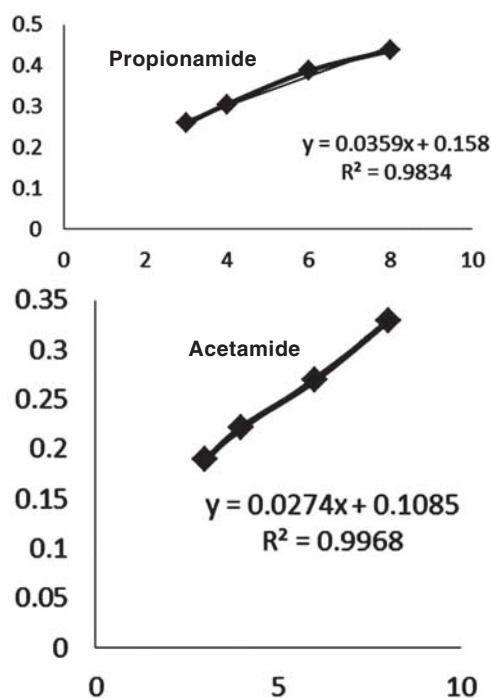 0.5
Propionamide
0.4
0.3
0.2
y = 0.0359x + 0.158
R² = 0.9834
0.1
0
0 2 4 6 8 10
0.35
0.3
Acetamide
0.25
0.2
0.15
y = 0.0274x + 0.1085
R² = 0.9968
0.1
0.05
0
0 5 10